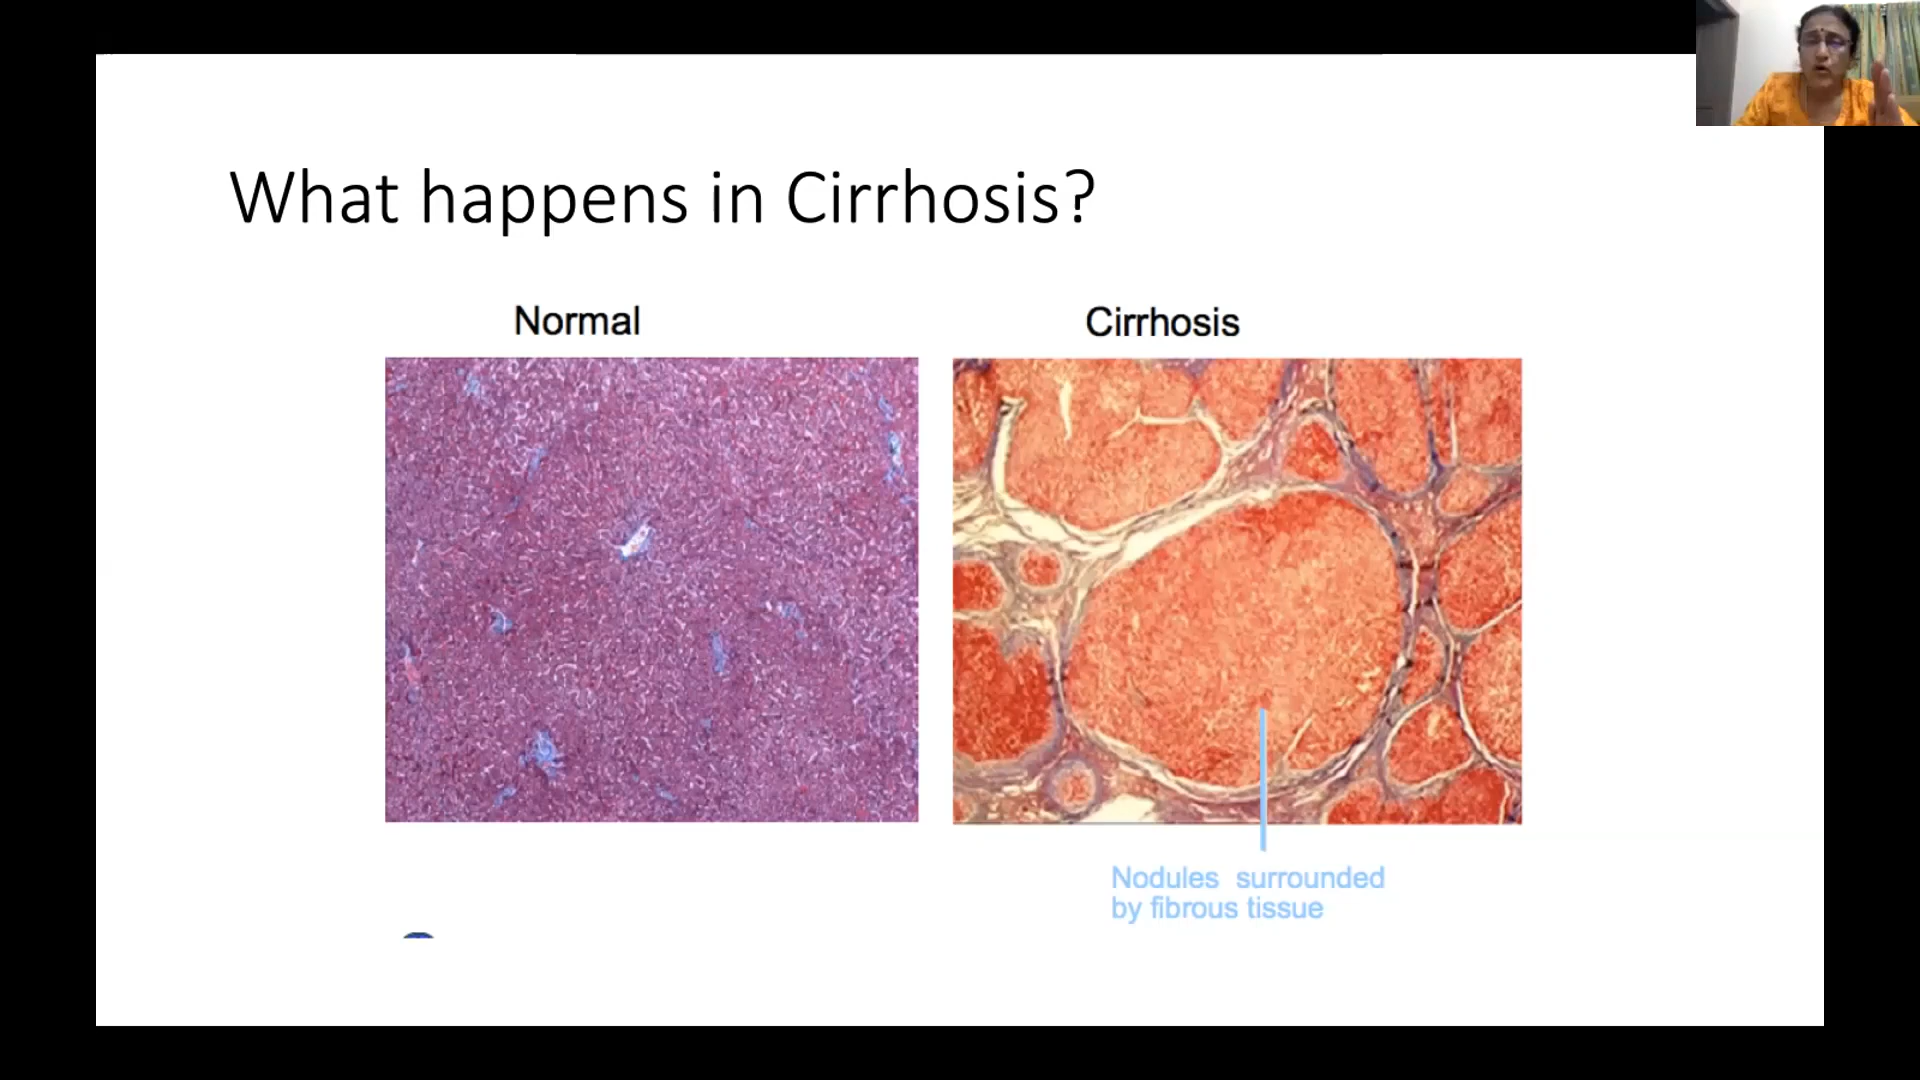 What happens in Cirrhosis?
Normal
Cirrhosis
Nodules surrounded
by fibrous tissue